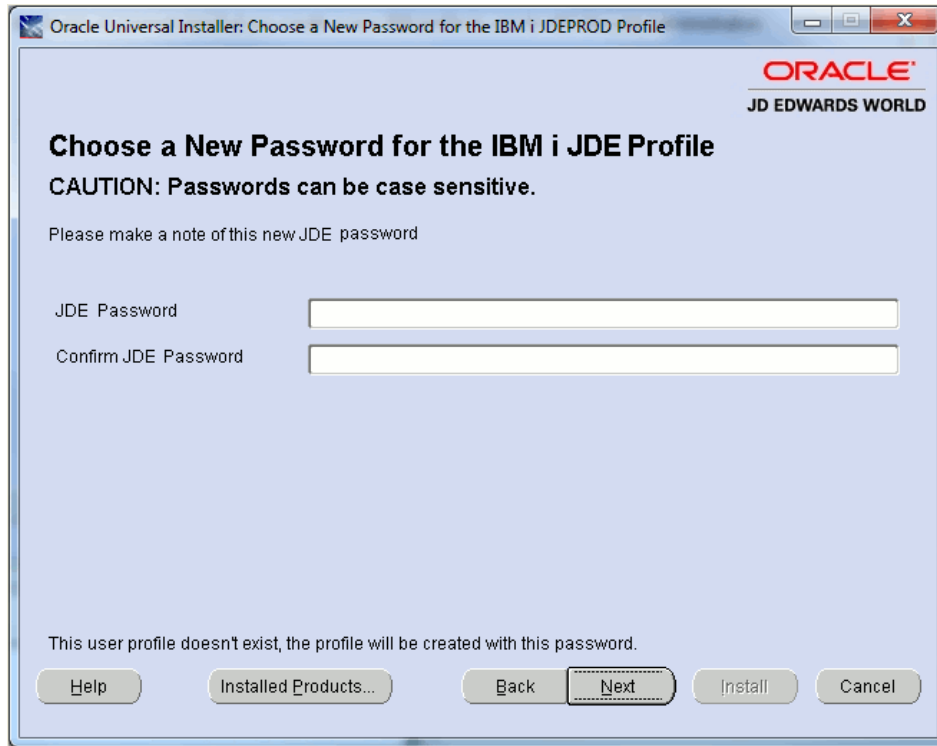 Oracle Universal Installer: Choose a New Password for the IBM i JDEPROD Profile
ORACLE
JD EDWARDS WORLD
Choose a New Password for the IBM i JDE Profile
CAUTION: Passwords can be case sensitive.
Please make a note of this new JDE password
JDE Password
Confirm JDE Password
This user profile doesn't exist, the profile will be created with this password.
Help Installed Products... Back Next Install Cancel